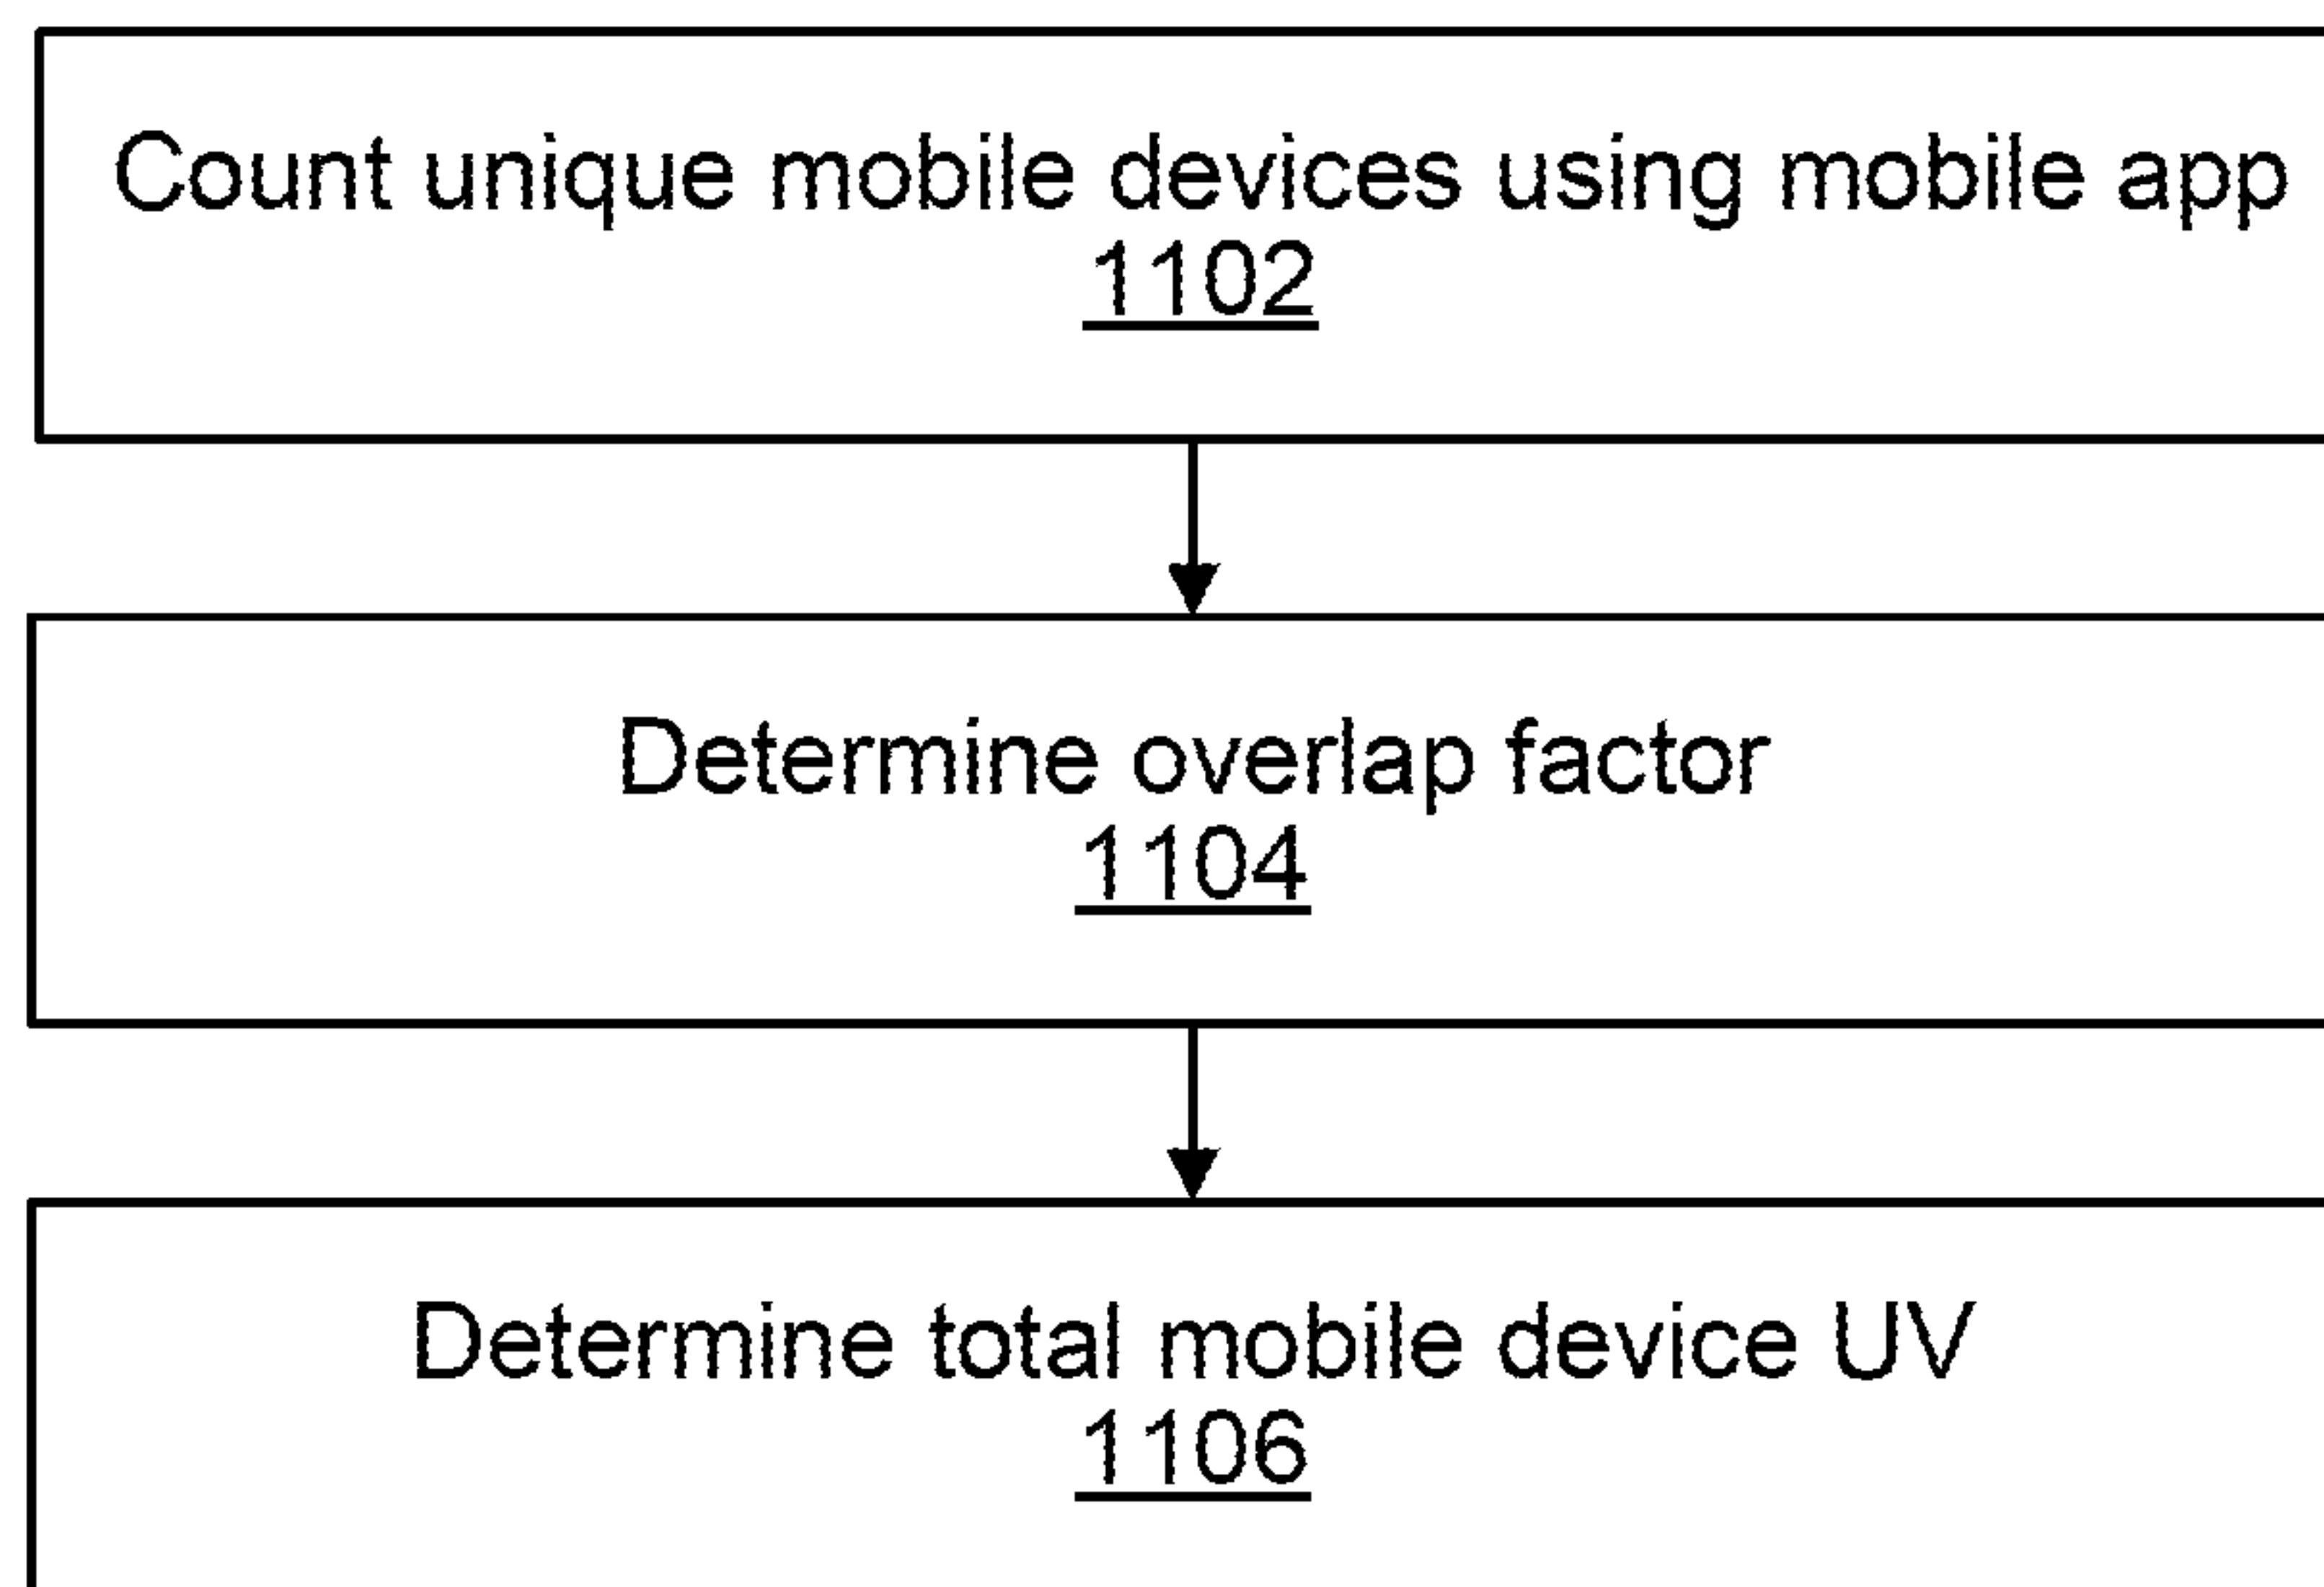 Count unique mobile devices using mobile app
1102
Determine overlap factor
1104
Determine total mobile device UV
1106